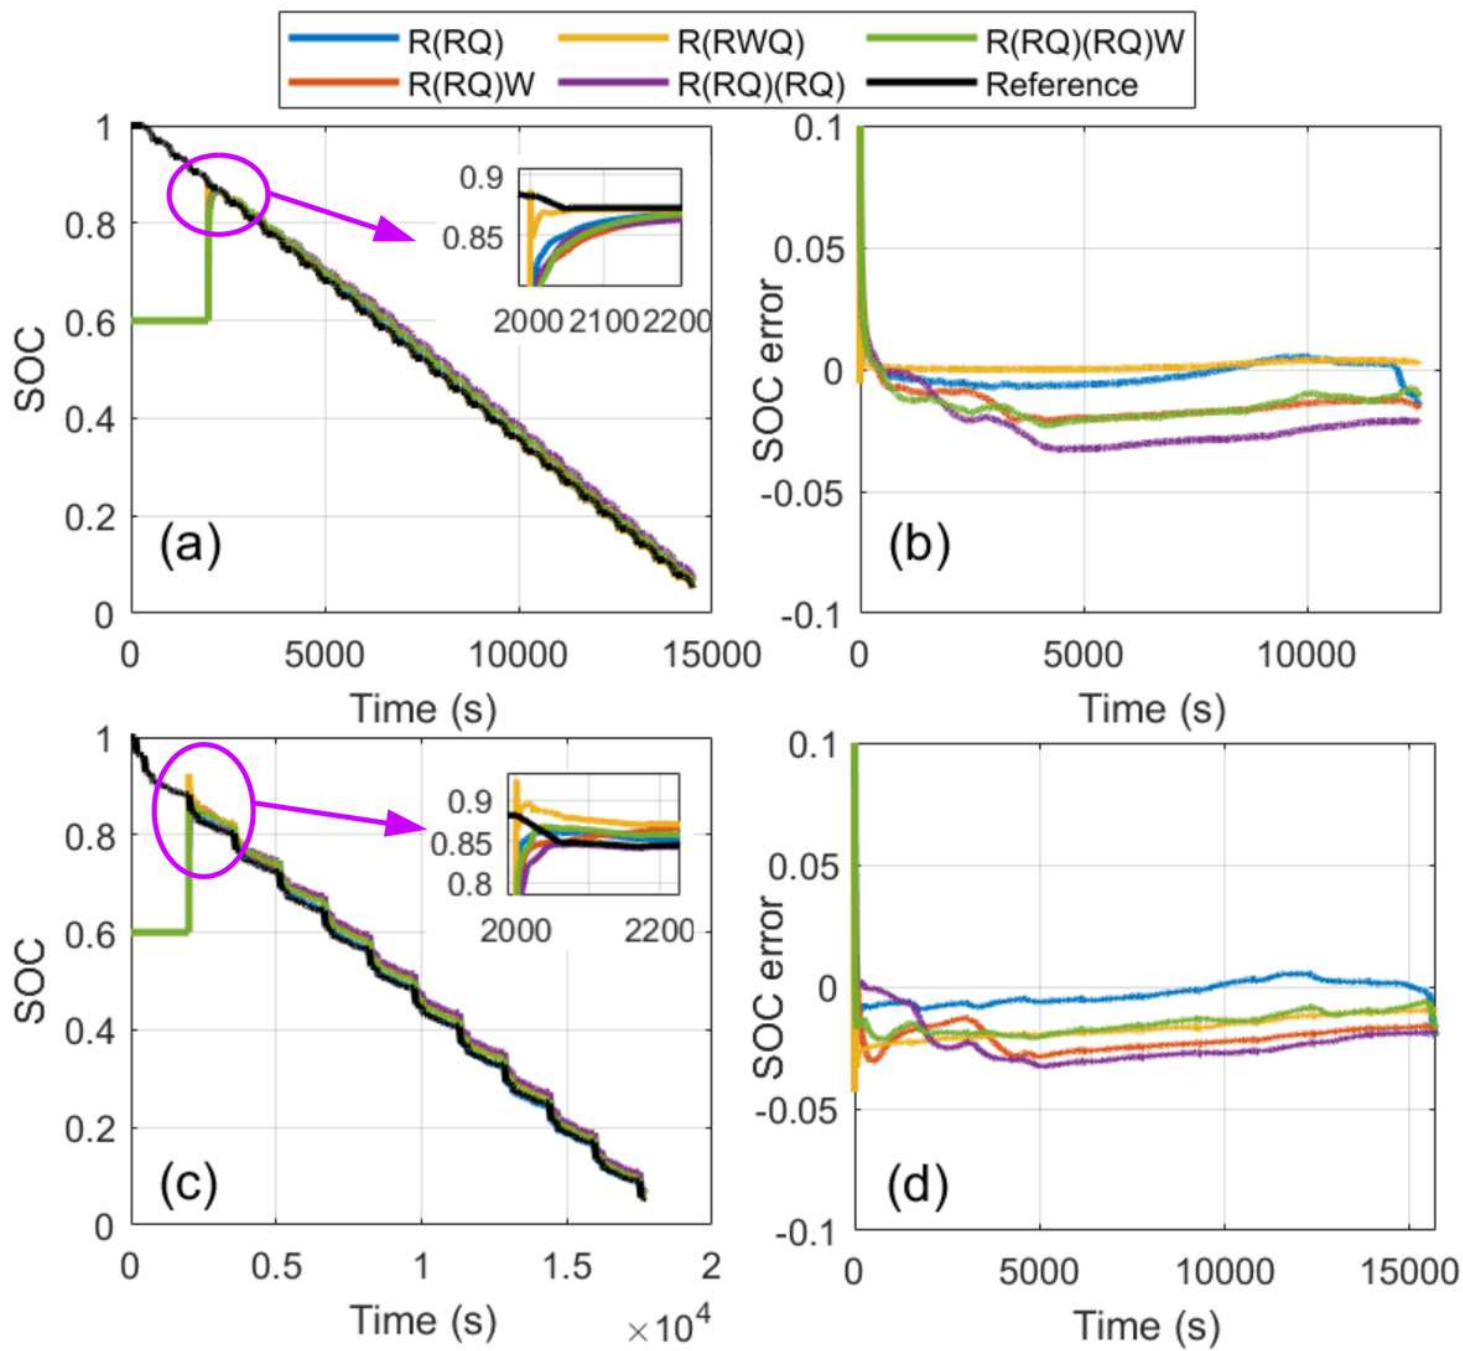 R(RQ) R(RWQ) R(RQ)(RQ)W
R(RQ)W R(RQ)(RQ) Reference
1
0.8
0.6
0.4
0.2
0
SOC
0.9
0.85
2000 2100 2200
(a)
0 5000 10000 15000
Time (s)
0.1
0.05
0
-0.05
-0.1
SOC error
(b)
0 5000 10000
Time (s)
1
0.8
0.6
0.4
0.2
0
SOC
0.9
0.85
0.8
2000 2200
(c)
0 0.5 1 1.5 2
Time (s) ×10⁴
0.1
0.05
0
-0.05
-0.1
SOC error
(d)
0 5000 10000 15000
Time (s)